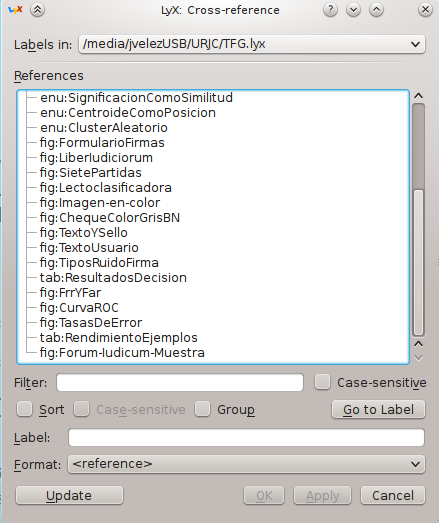 LyX: Cross-reference
Labels in: /media/jvelezUSB/URJC/TFG.lyx
References
enu:SignificacionComoSimilitud
enu:CentroideComoPosicion
enu:ClusterAleatorio
fig:FormularioFirmas
fig:LiberIudiciorum
fig:SietePartidas
fig:Lectoclasificadora
fig:Imagen-en-color
fig:ChequeColorGrisBN
fig:TextoYSello
fig:TextoUsuario
fig:TiposRuidoFirma
tab:ResultadosDecision
fig:FrrYFar
fig:CurvaROC
fig:TasasDeError
tab:RendimientoEjemplos
fig:Forum-Iudicum-Muestra
Filter: Case-sensitive
Sort Case-sensitive Group Go to Label
Label:
Format: <reference>
Update OK Apply Cancel